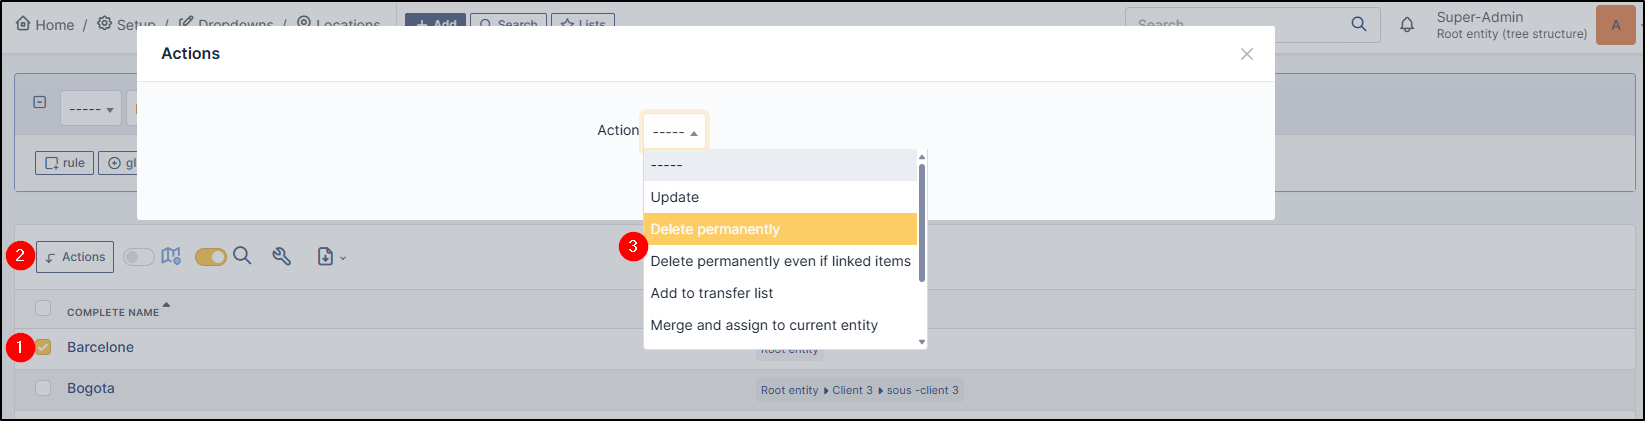 Home / Setup / Dropdowns / Locations
+ Add
Search
Lists
Search
Super-Admin
Root entity (tree structure)
A
Actions
-----
Action
-----
-----
Update
Delete permanently
Delete permanently even if linked items
Add to transfer list
Merge and assign to current entity
rule
3
2
Actions
COMPLETE NAME
1
Barcelone
Root entity
Bogota
Root entity Client 3 sous -client 3